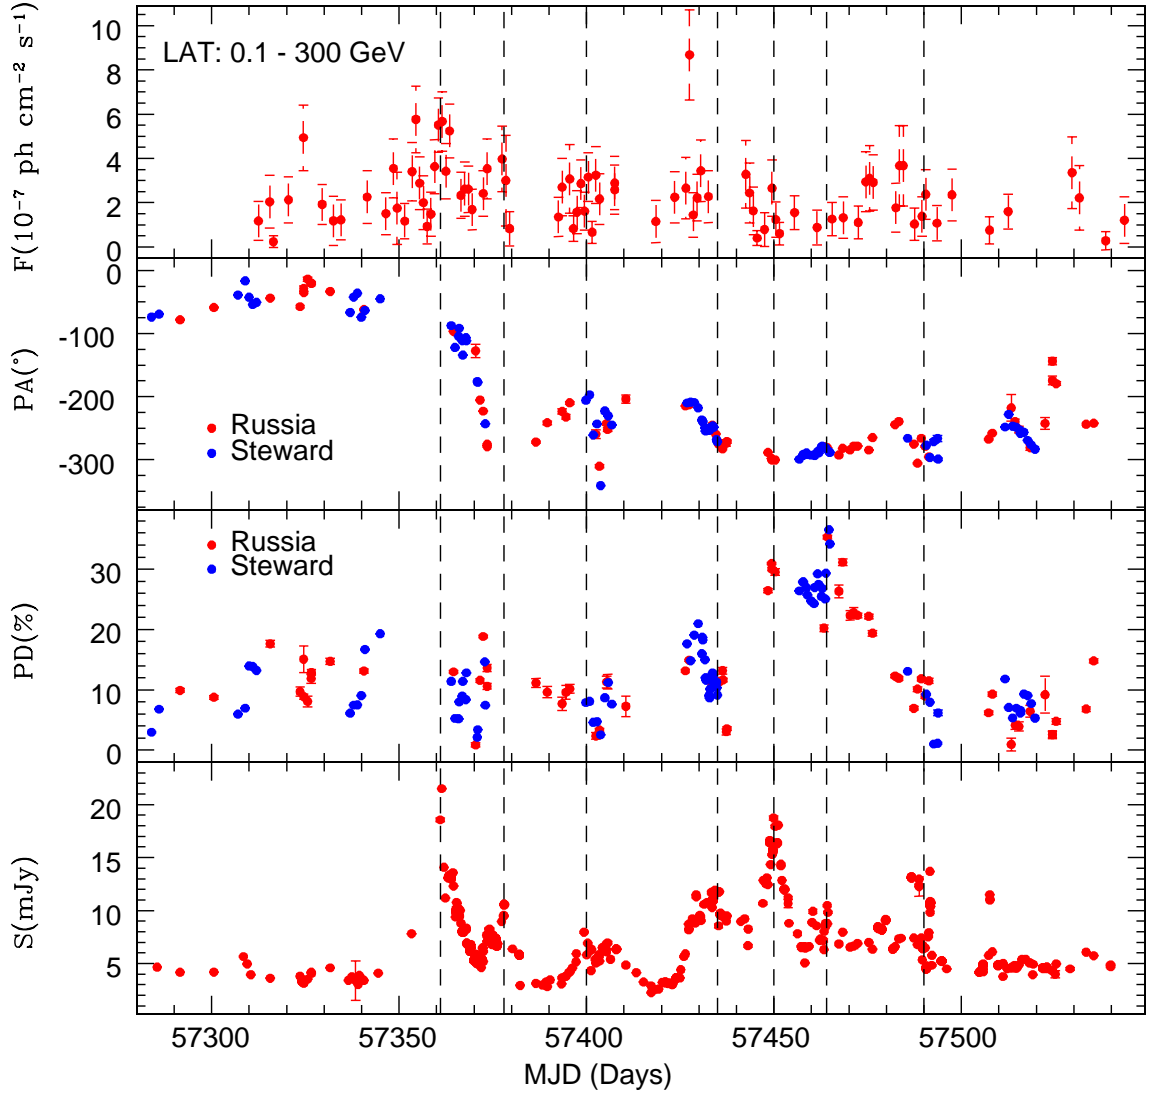 10
8
6
4
2
0
F(10⁻⁷ ph cm⁻² s⁻¹)
LAT: 0.1 - 300 GeV
0
-100
-200
-300
PA(°)
Russia
Steward
30
20
10
0
PD(%)
Russia
Steward
20
15
10
5
S(mJy)
57300 57350 57400 57450 57500
MJD (Days)